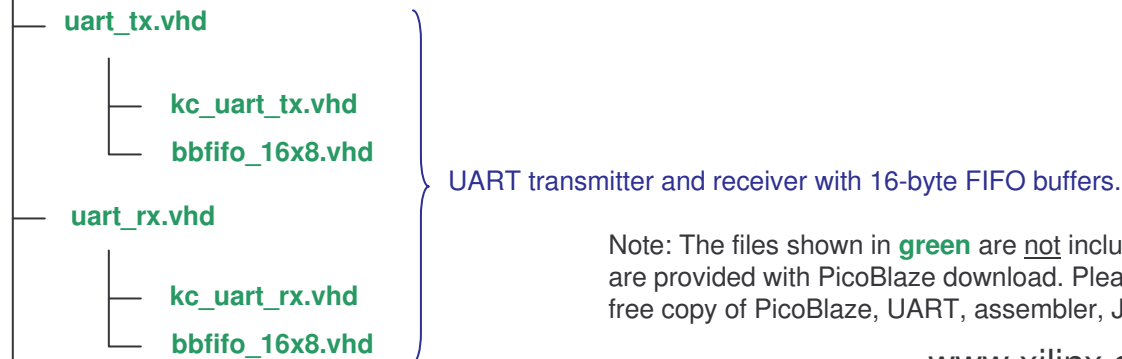 uart_tx.vhd
kc_uart_tx.vhd
bbfifo_16x8.vhd
UART transmitter and receiver with 16-byte FIFO buffers.
uart_rx.vhd
Note: The files shown in green are not
are provided with PicoBlaze download.
free copy of PicoBlaze, UART, assembler,
kc_uart_rx.vhd
bbfifo_16x8.vhd